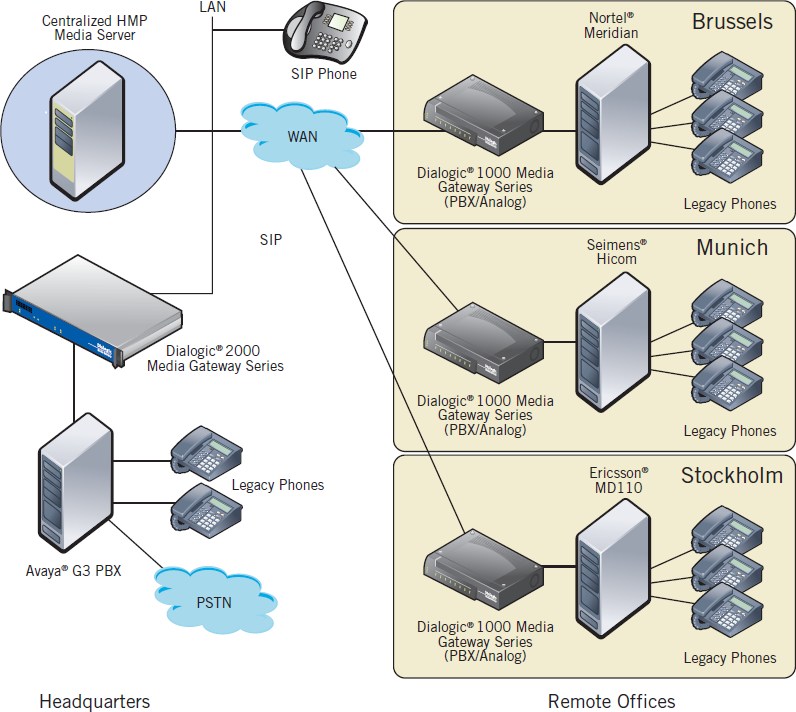 LAN
Centralized HMP
Media Server
SIP Phone
WAN
SIP
Dialogic® 2000
Media Gateway Series
Legacy Phones
Avaya® G3 PBX
PSTN
Headquarters
Brussels
Nortel®
Meridian
Dialogic® 1000 Media
Gateway Series
(PBX/Analog)
Legacy Phones
Munich
Seimens®
Hicom
Dialogic® 1000 Media
Gateway Series
(PBX/Analog)
Legacy Phones
Stockholm
Ericsson®
MD110
Dialogic® 1000 Media
Gateway Series
(PBX/Analog)
Legacy Phones
Remote Offices